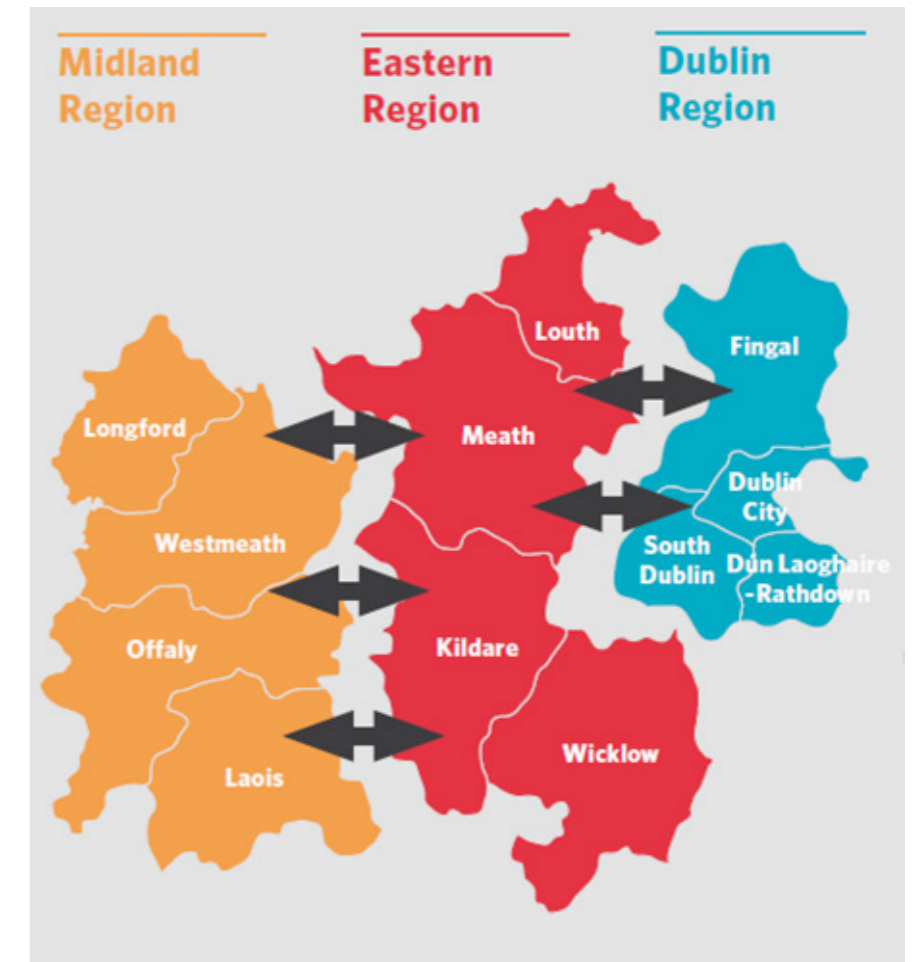 Midland
Region
Eastern
Region
Dublin
Region
Louth
Fingal
Longford
Meath
Dublin
City
Westmeath
South
Dublin
Dún Laoghaire
-Rathdown
Offaly
Kildare
Wicklow
Laois